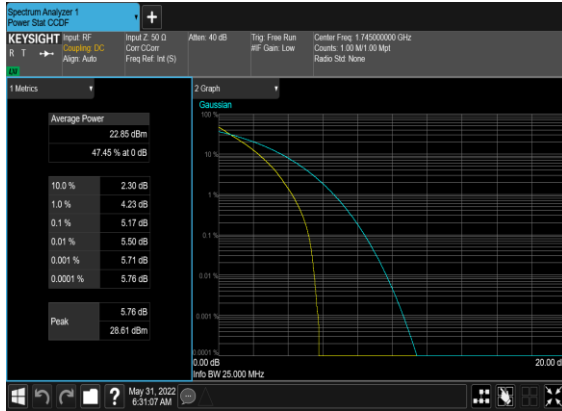 Spectrum Analyzer 1
Power Stat CCDF
KEYSIGHT
R T
LU
Input: RF
Coupling: DC
Align: Auto
Input Z: 50 Ω
Corr CCorr
Freq Ref: Int (S)
Atten: 40 dB
Trig: Free Run
#IF Gain: Low
Center Freq: 1.745000000 GHz
Counts: 1.00 M/1.00 Mpt
Radio Std: None
1 Metrics
Average Power
22.85 dBm
47.45 % at 0 dB
10.0 % 2.30 dB
1.0 % 4.23 dB
0.1 % 5.17 dB
0.01 % 5.50 dB
0.001 % 5.71 dB
0.0001 % 5.76 dB
Peak
5.76 dB
28.61 dBm
2 Graph
Gaussian
100 %
10 %
1 %
0.1 %
0.01 %
0.001 %
0.0001 %
0.00 dB
20.00 d
Info BW 25.000 MHz
?
May 31, 2022
6:31:07 AM